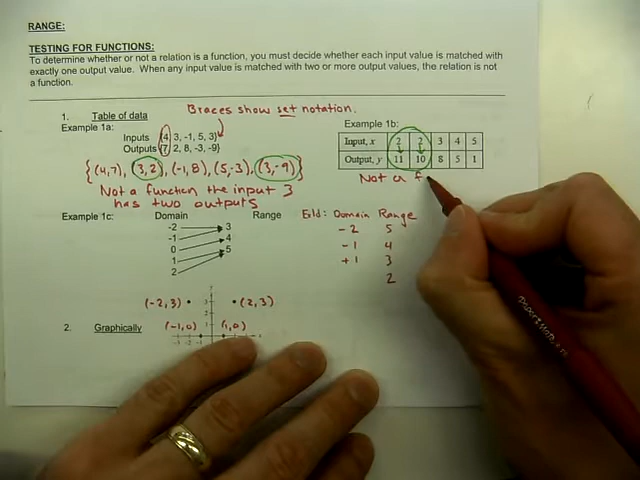 RANGE:
TESTING FOR FUNCTIONS:
To determine whether or not a relation is a function, you must decide whether each input value is matched with
exactly one output value. When any input value is matched with two or more output values, the relation is not
a function.
Braces show set notation.
1. Table of data
Example 1a:
Inputs {4, 3, -1, 5, 3}
Outputs {7, 2, 8, -3, -9}
{(4,7), (3,2), (-1,8), (5,-3), (3,-9)}
Not a function the input 3
has two outputs
Example 1b:
Input, x 2 2 3 4 5
Output, y 11 10 8 5 1
Not a f
Example 1c: Domain Range
-2 3
-1 4
0 5
1
2
Domain Range
-2 5
-1 4
+1 3
2
(-2,3) (2,3)
2. Graphically
(-1,0) (1,0)